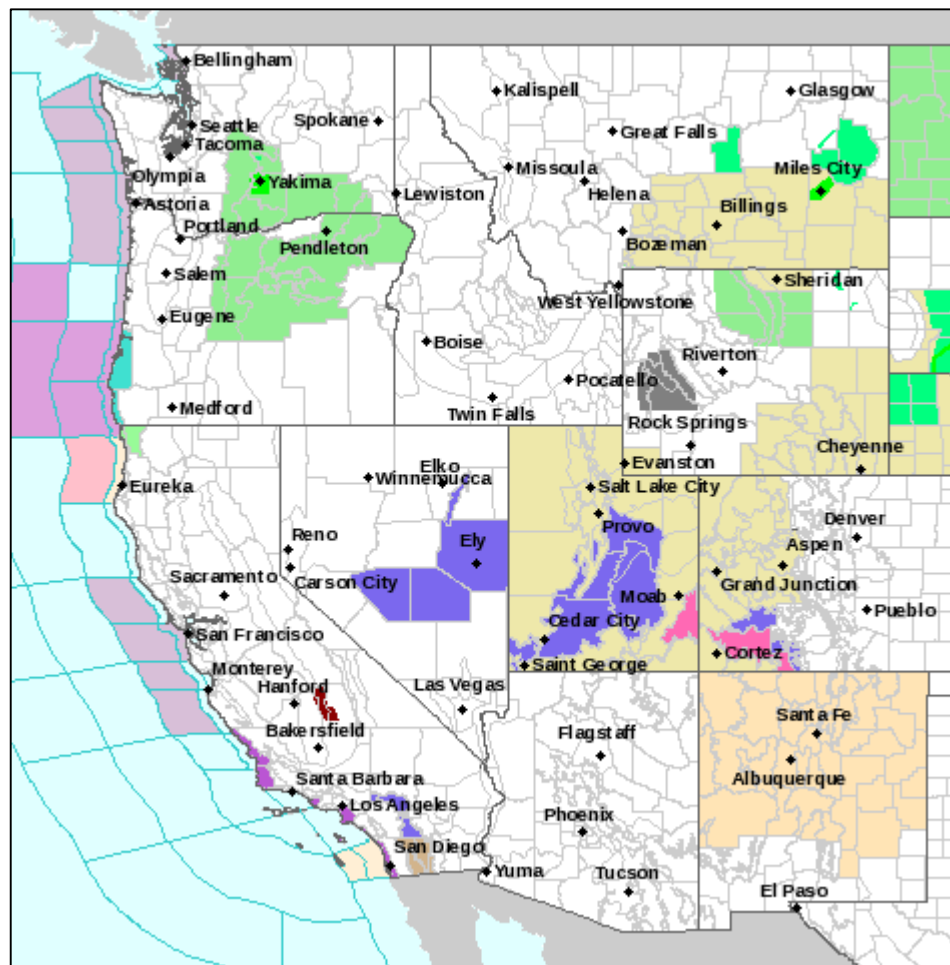 Bellingham
Kalispell
Glasgow
Seattle
Spokane
Great Falls
Tacoma
Olympia
Missoula
Miles City
Yakima
Helena
Lewiston
Astoria
Billings
Portland
Pendleton
Bozeman
Salem
Sheridan
West Yellowstone
Eugene
Boise
Riverton
Pocatello
Medford
Twin Falls
Rock Springs
Cheyenne
Elko
Evanston
Winnemucca
Eureka
Salt Lake City
Provo
Denver
Reno
Ely
Aspen
Sacramento
Carson City
Grand Junction
Moab
Pueblo
Cedar City
San Francisco
Cortez
Saint George
Monterey
Las Vegas
Hanford
Santa Fe
Bakersfield
Flagstaff
Albuquerque
Santa Barbara
Los Angeles
Phoenix
San Diego
Yuma
Tucson
El Paso